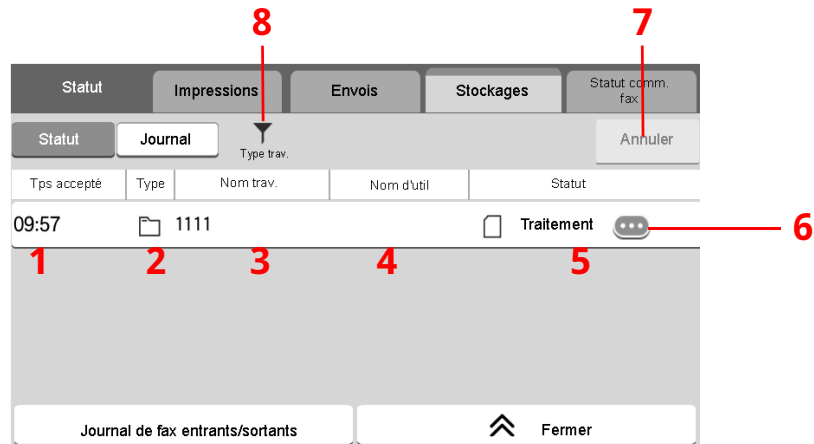 8 7
Statut Impressions Envois Stockages Statut comm. fax
Statut Journal Type trav. Annuler
Tps accepté Type Nom trav. Nom d'util Statut
09:57 1111 Traitement 6
1 2 3 4 5
Journal de fax entrants/sortants Fermer